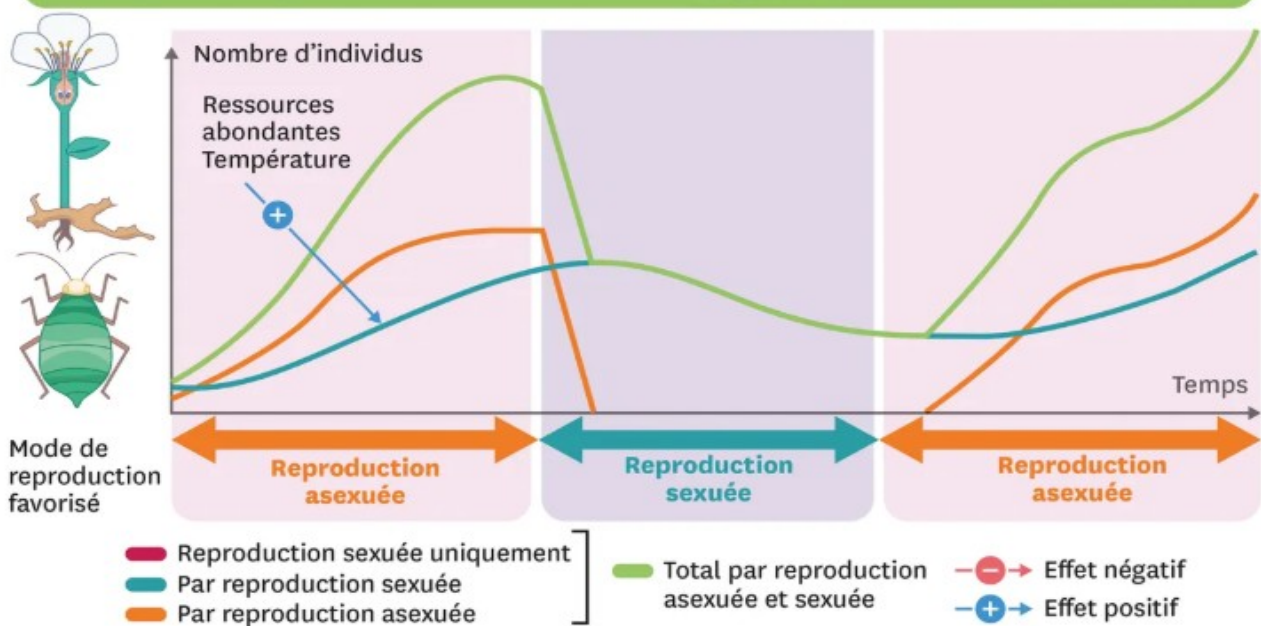 Nombre d'individus
Ressources
abondantes
Température
+
Temps
Mode de
reproduction
favorisé
Reproduction
asexuée
Reproduction
sexuée
Reproduction
asexuée
Reproduction sexuée uniquement
Par reproduction sexuée
Par reproduction asexuée
Total par reproduction
asexuée et sexuée
− Effet négatif
+ Effet positif